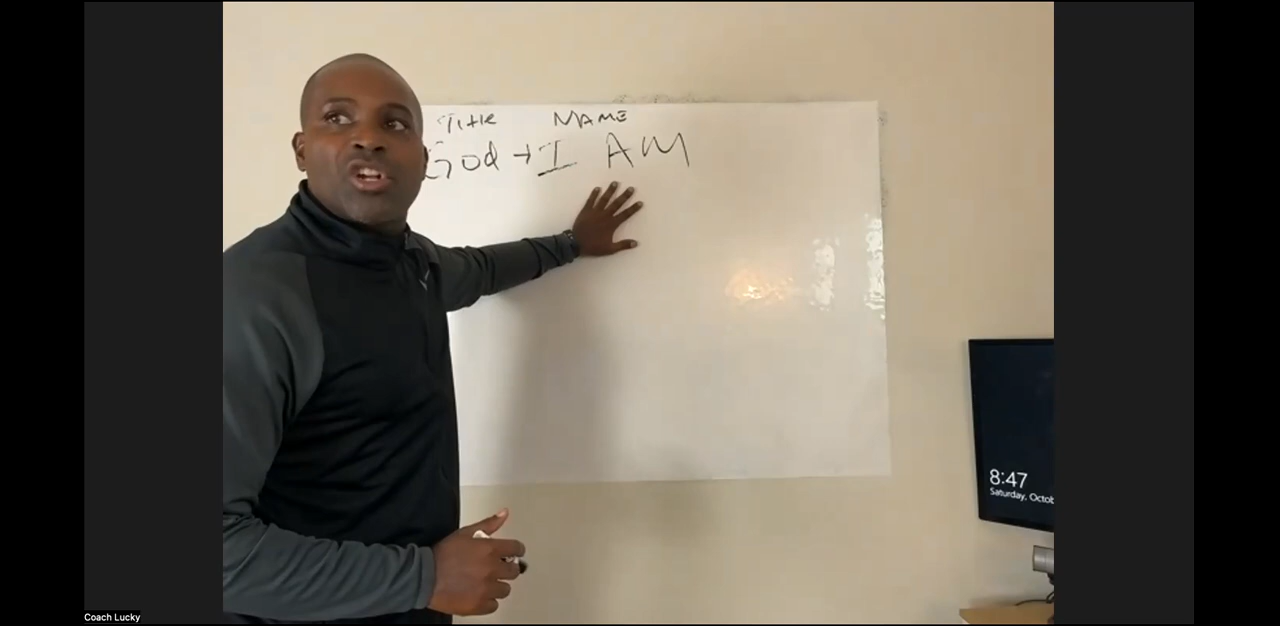 Title NAME
God → I AM
8:47
Saturday, Octob
Coach Lucky